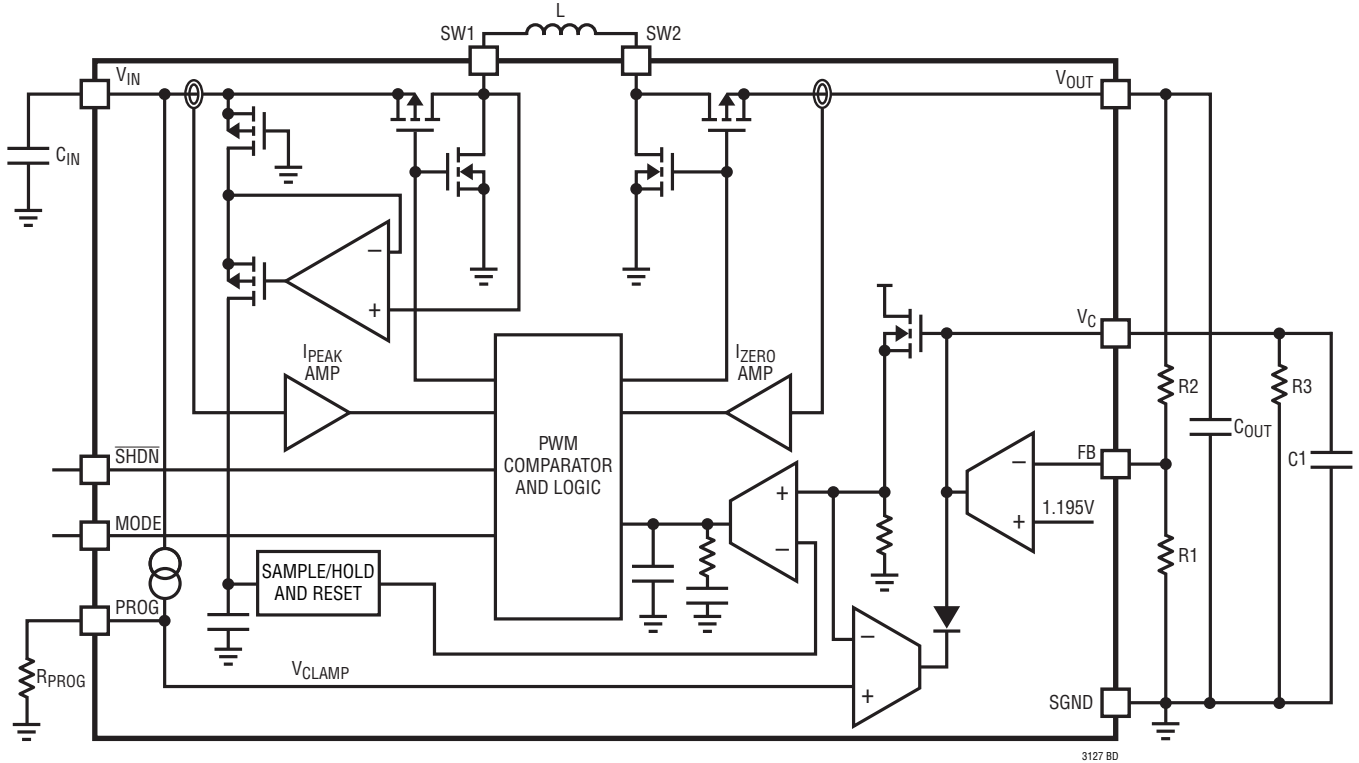 L
SW1
SW2
VIN
VOUT
CIN
–
+
IPEAK
AMP
IZERO
AMP
VC
R2
R3
COUT
C1
SHDN
PWM
COMPARATOR
AND LOGIC
FB
–
1.195V
+
+
–
MODE
R1
SAMPLE/HOLD
AND RESET
PROG
RPROG
VCLAMP
–
+
SGND
3127 BD